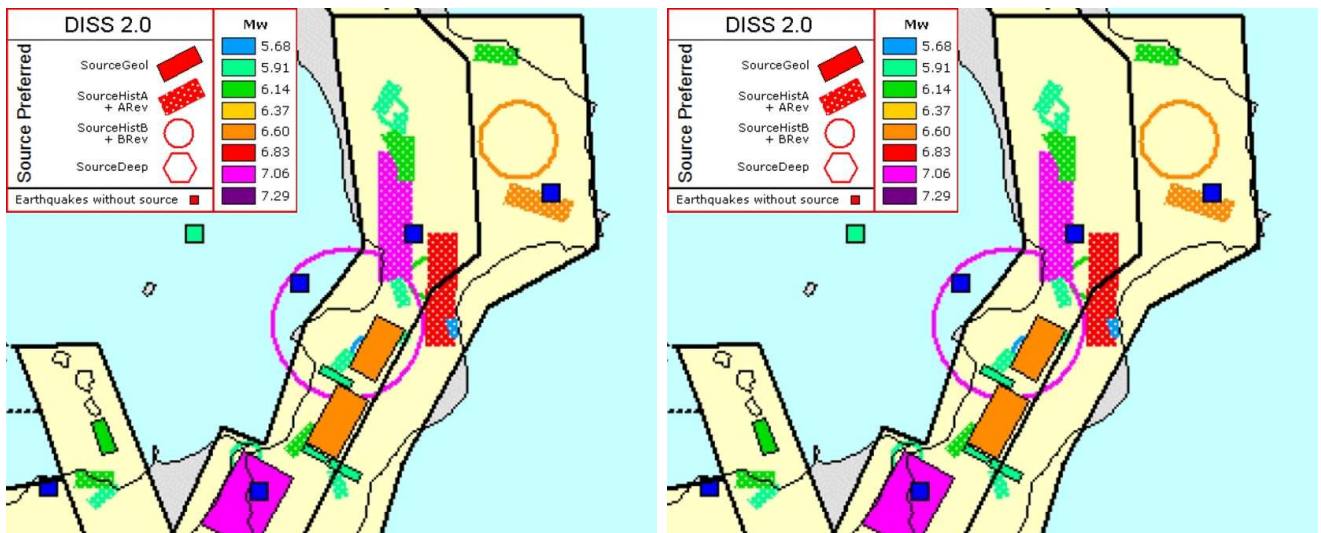 DISS 2.0
Source Preferred
SourceGeol
SourceHistA
+ ARev
SourceHistB
+ BRev
SourceDeep
Earthquakes without source
Mw
5.68
5.91
6.14
6.37
6.60
6.83
7.06
7.29
DISS 2.0
Source Preferred
SourceGeol
SourceHistA
+ ARev
SourceHistB
+ BRev
SourceDeep
Earthquakes without source
Mw
5.68
5.91
6.14
6.37
6.60
6.83
7.06
7.29